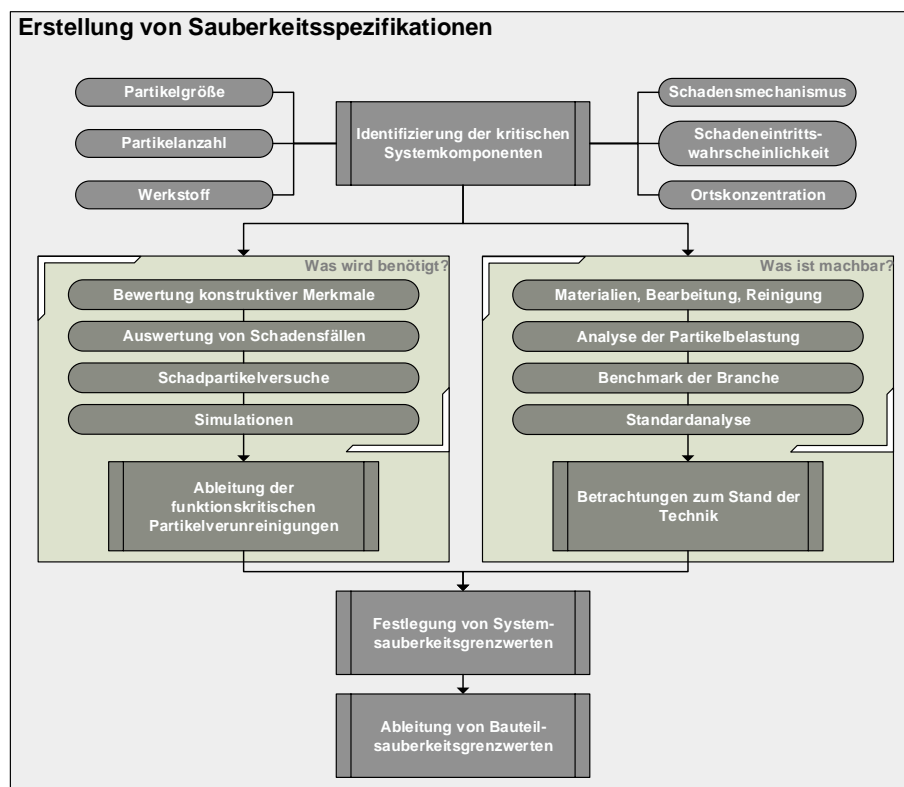 Erstellung von Sauberkeitsspezifikationen
Partikelgröße
Partikelanzahl
Werkstoff
Identifizierung der kritischen
Systemkomponenten
Schadensmechanismus
Schadeneintritts-
wahrscheinlichkeit
Ortskonzentration
Was wird benötigt?
Bewertung konstruktiver Merkmale
Auswertung von Schadensfällen
Schadpartikelversuche
Simulationen
Ableitung der
funktionskritischen
Partikelverunreinigungen
Was ist machbar?
Materialien, Bearbeitung, Reinigung
Analyse der Partikelbelastung
Benchmark der Branche
Standardanalyse
Betrachtungen zum Stand der
Technik
Festlegung von System-
sauberkeitsgrenzwerten
Ableitung von Bauteil-
sauberkeitsgrenzwerten